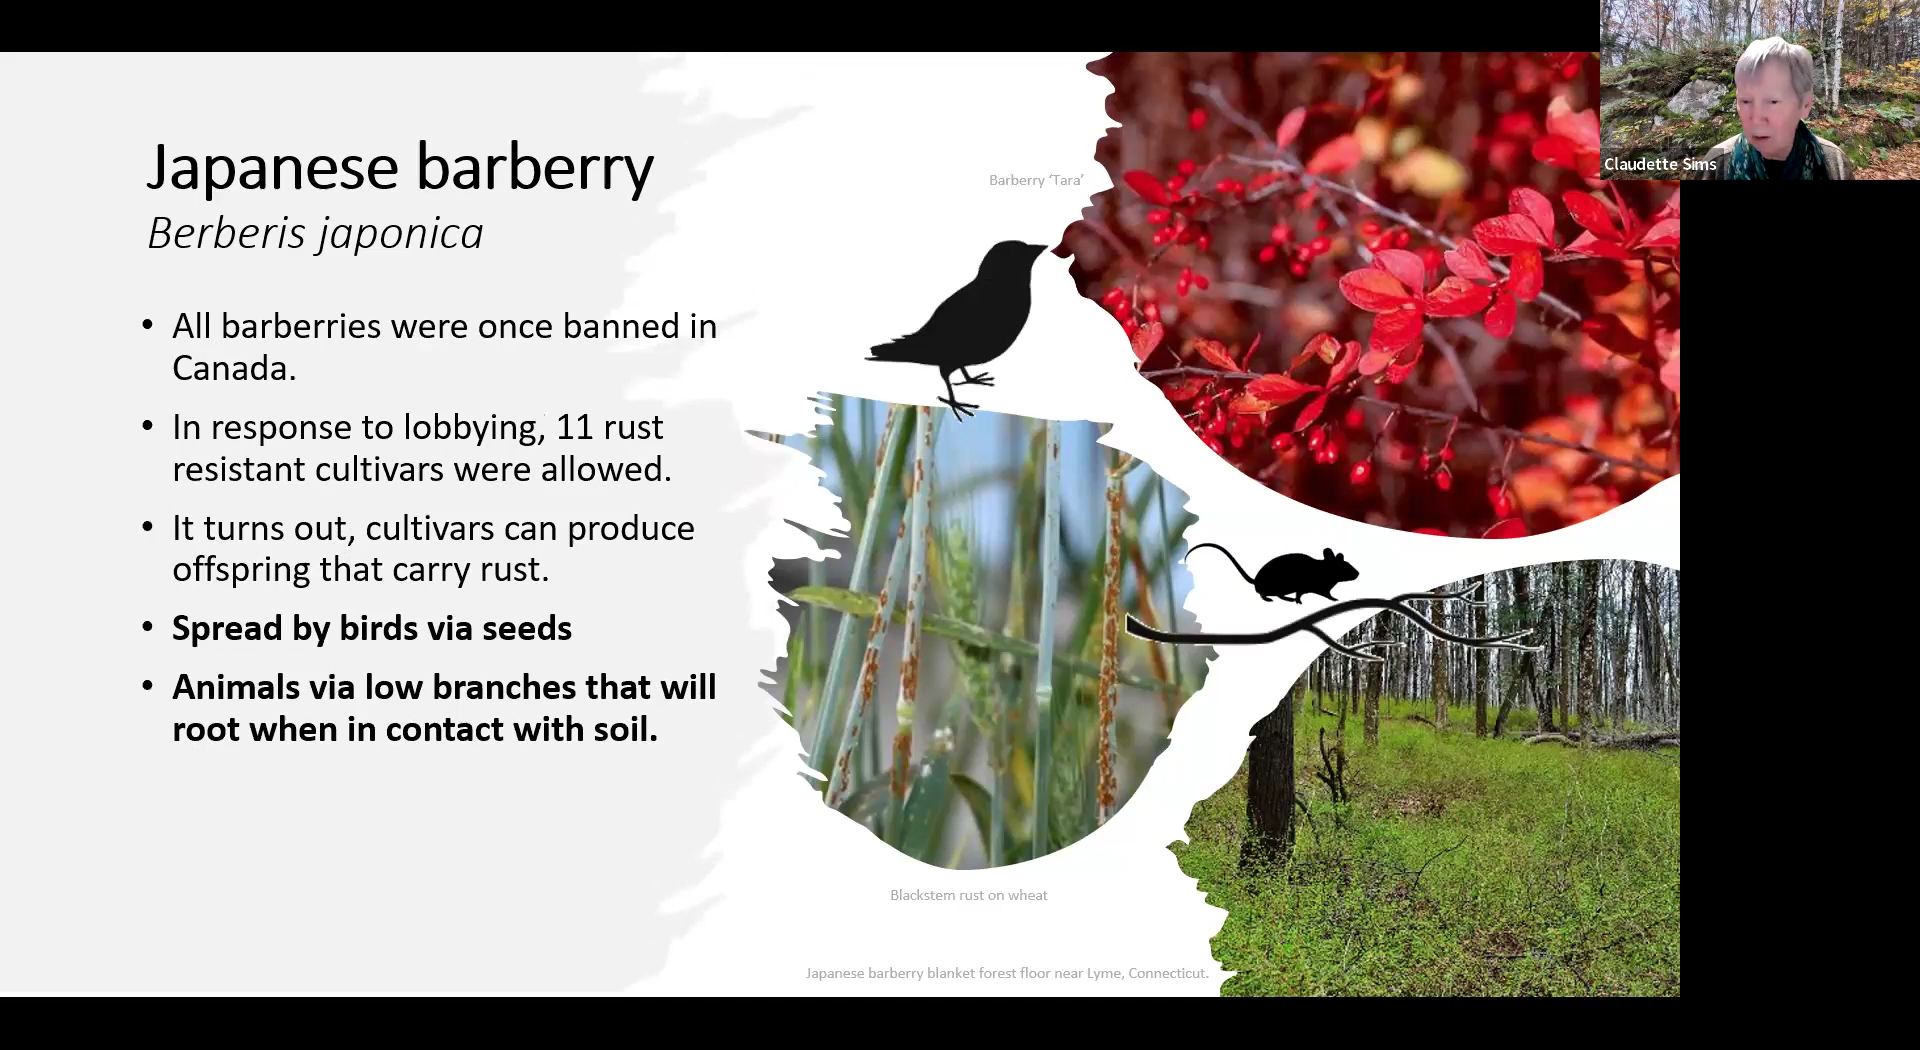 Claudette Sims
Japanese barberry
Berberis japonica
Barberry ‘Tara’
• All barberries were once banned in
Canada.
• In response to lobbying, 11 rust
resistant cultivars were allowed.
• It turns out, cultivars can produce
offspring that carry rust.
• Spread by birds via seeds
• Animals via low branches that will
root when in contact with soil.
Blackstem rust on wheat
Japanese barberry blanket forest floor near Lyme, Connecticut.